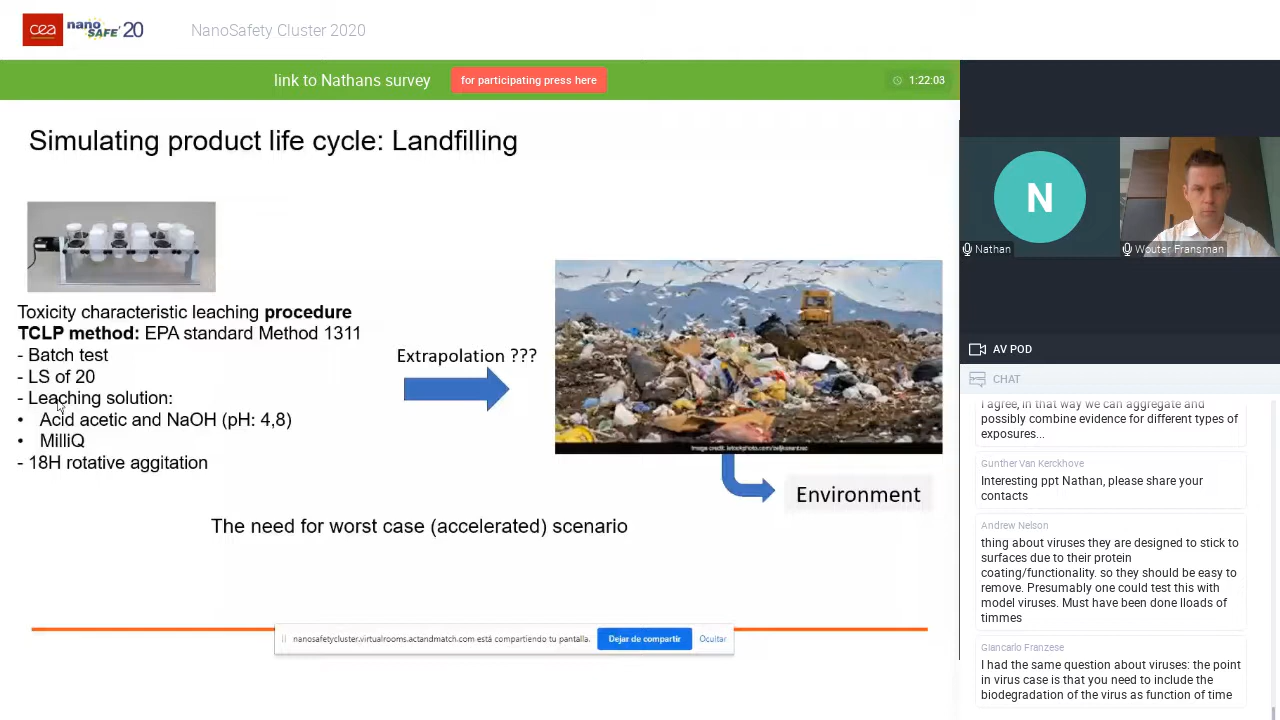 cea nano SAFE'20
NanoSafety Cluster 2020
link to Nathans survey
for participating press here
1:22:03
Simulating product life cycle: Landfilling
Toxicity characteristic leaching procedure
TCLP method: EPA standard Method 1311
- Batch test
- LS of 20
- Leaching solution:
• Acid acetic and NaOH (pH: 4,8)
• MilliQ
- 18H rotative aggitation
Extrapolation ???
Environment
The need for worst case (accelerated) scenario
nanosafetycluster.virtualrooms.actandmatch.com está compartiendo tu pantalla.
Dejar de compartir
Ocultar
N
Nathan
Wouter Fransman
AV POD
CHAT
I agree, in that way we can aggregate and
possibly combine evidence for different types of
exposures...
Gunther Van Kerckhove
Interesting ppt Nathan, please share your
contacts
Andrew Nelson
thing about viruses they are designed to stick to
surfaces due to their protein
coating/functionality. so they should be easy to
remove. Presumably one could test this with
model viruses. Must have been done lloads of
timmes
Giancarlo Franzese
I had the same question about viruses: the point
in virus case is that you need to include the
biodegradation of the virus as function of time